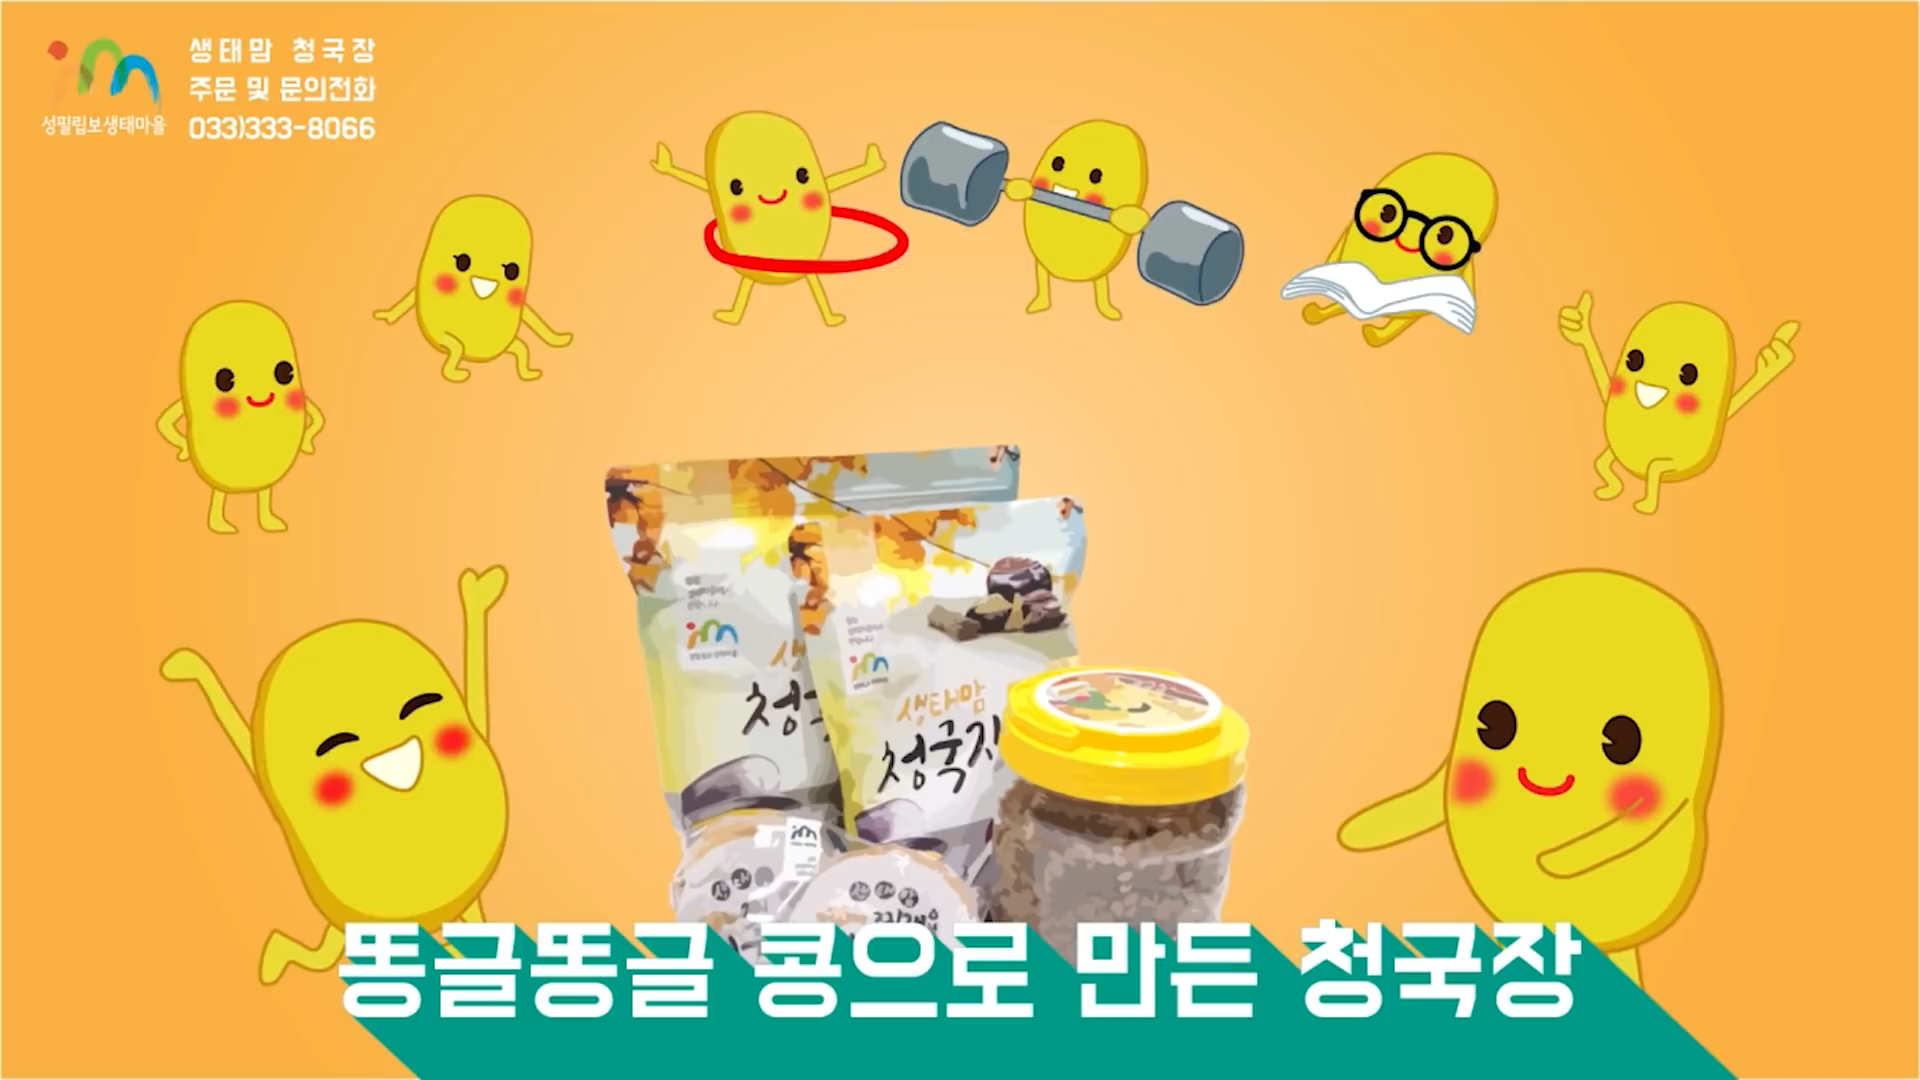 생태맘 청국장
주문 및 문의전화
033)333-8066
성필립보생태마을
생태맘
청국장
똥글똥글 콩으로 만든 청국장